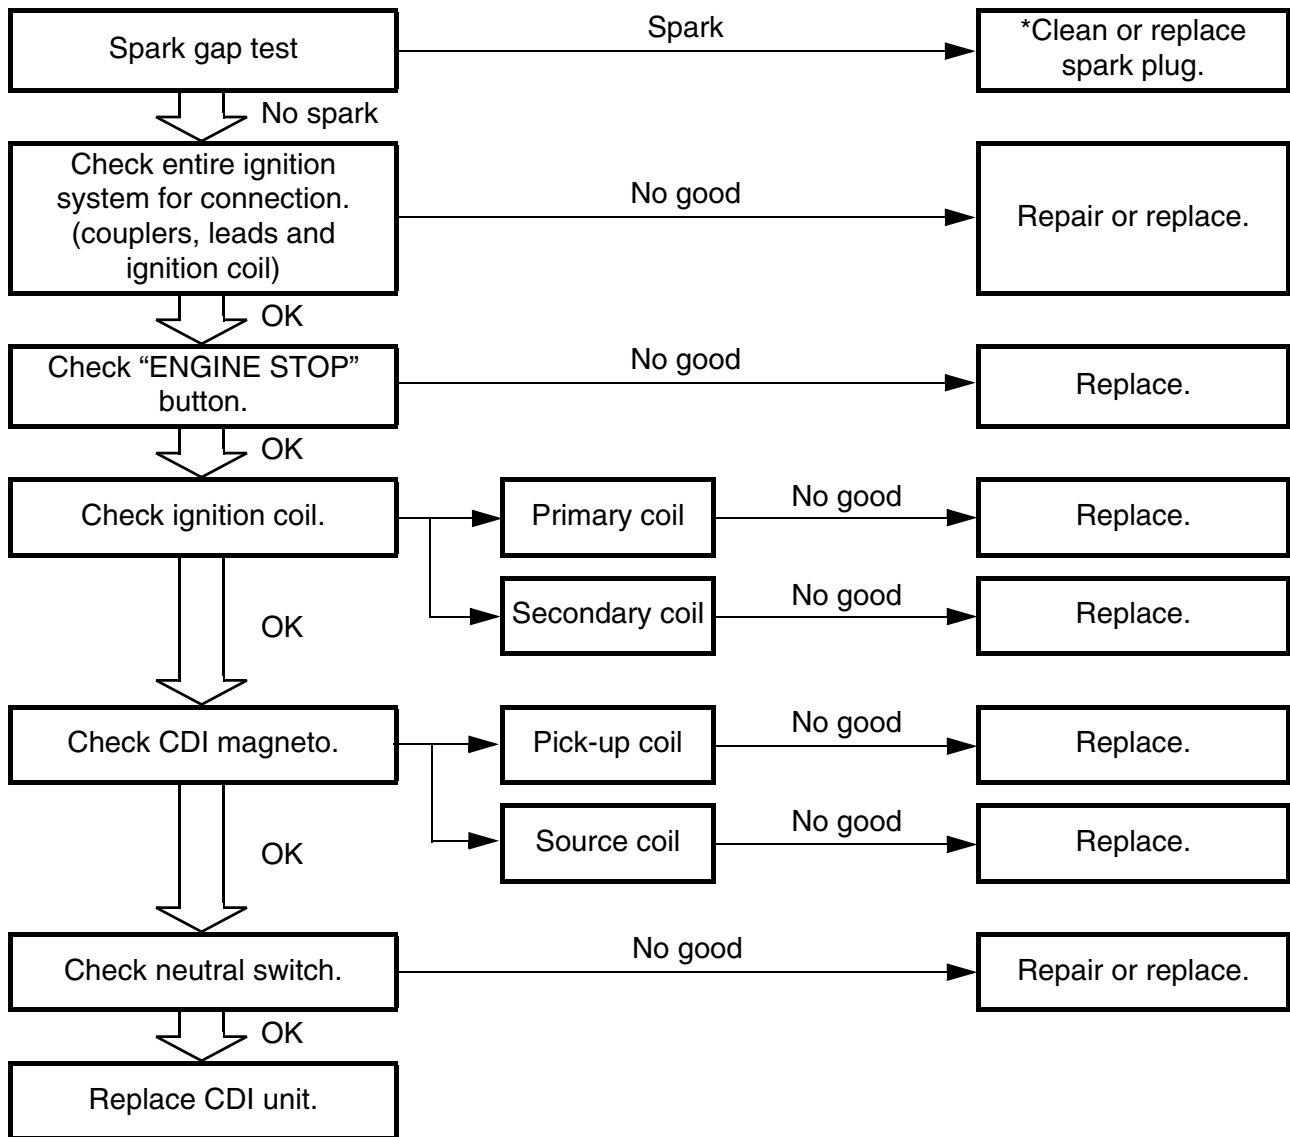 Spark gap test
Spark
*Clean or replace
spark plug.
No spark
Check entire ignition
system for connection.
(couplers, leads and
ignition coil)
No good
Repair or replace.
OK
Check “ENGINE STOP”
button.
No good
Replace.
OK
Check ignition coil.
Primary coil
No good
Replace.
Secondary coil
No good
Replace.
OK
Check CDI magneto.
Pick-up coil
No good
Replace.
Source coil
No good
Replace.
OK
Check neutral switch.
No good
Repair or replace.
OK
Replace CDI unit.